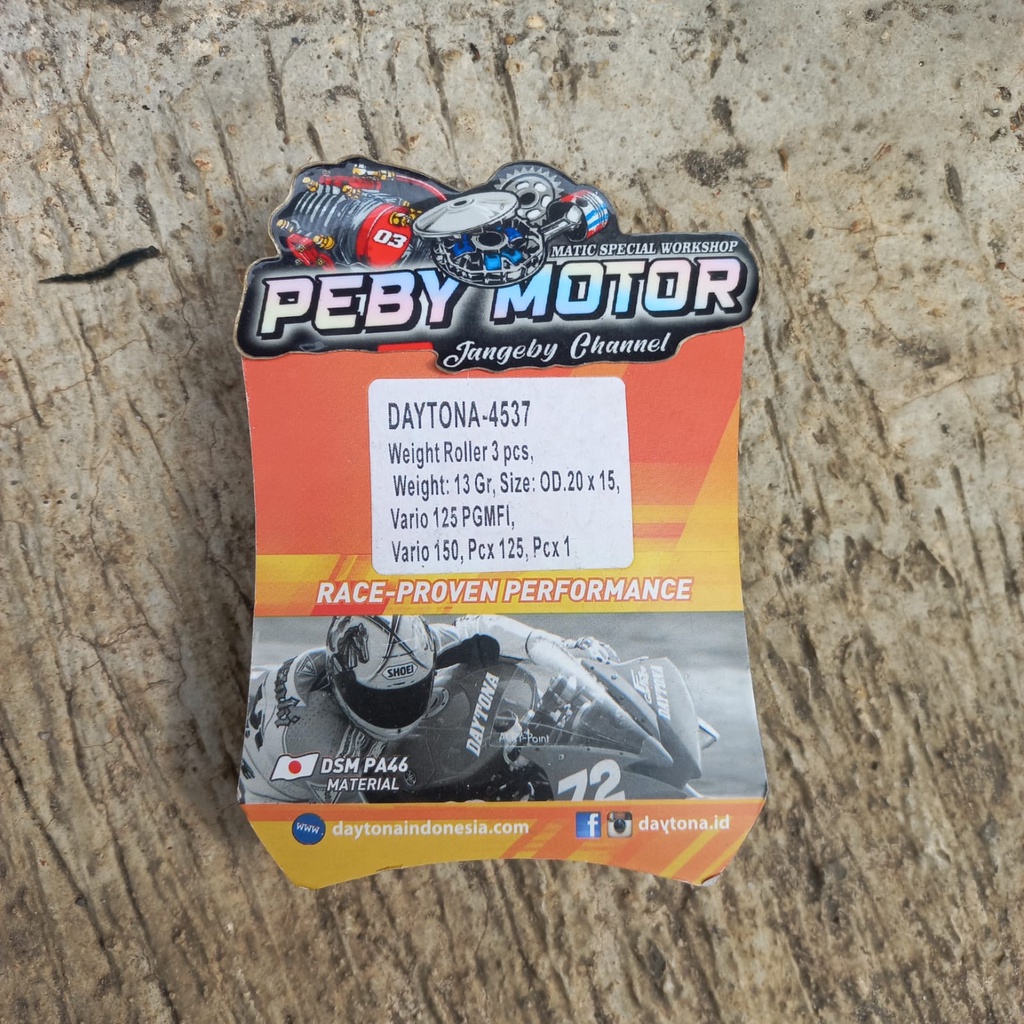 03
MATIC SPECIAL WORKSHOP
PEBY MOTOR
Jangeby Channel
DAYTONA-4537
Weight Roller 3 pcs,
Weight: 13 Gr, Size: OD.20 x 15,
Vario 125 PGMFI,
Vario 150, Pcx 125, Pcx 1
RACE-PROVEN PERFORMANCE
SHOEI
DAYTONA
DAYTONA
72
DSM PA46
MATERIAL
www.
daytonaindonesia.com
f
daytona.id